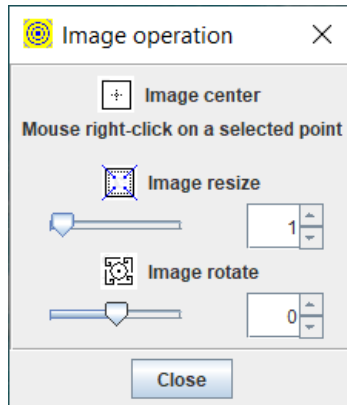 Image operation
Image center
Mouse right-click on a selected point
Image resize
1
Image rotate
0
Close